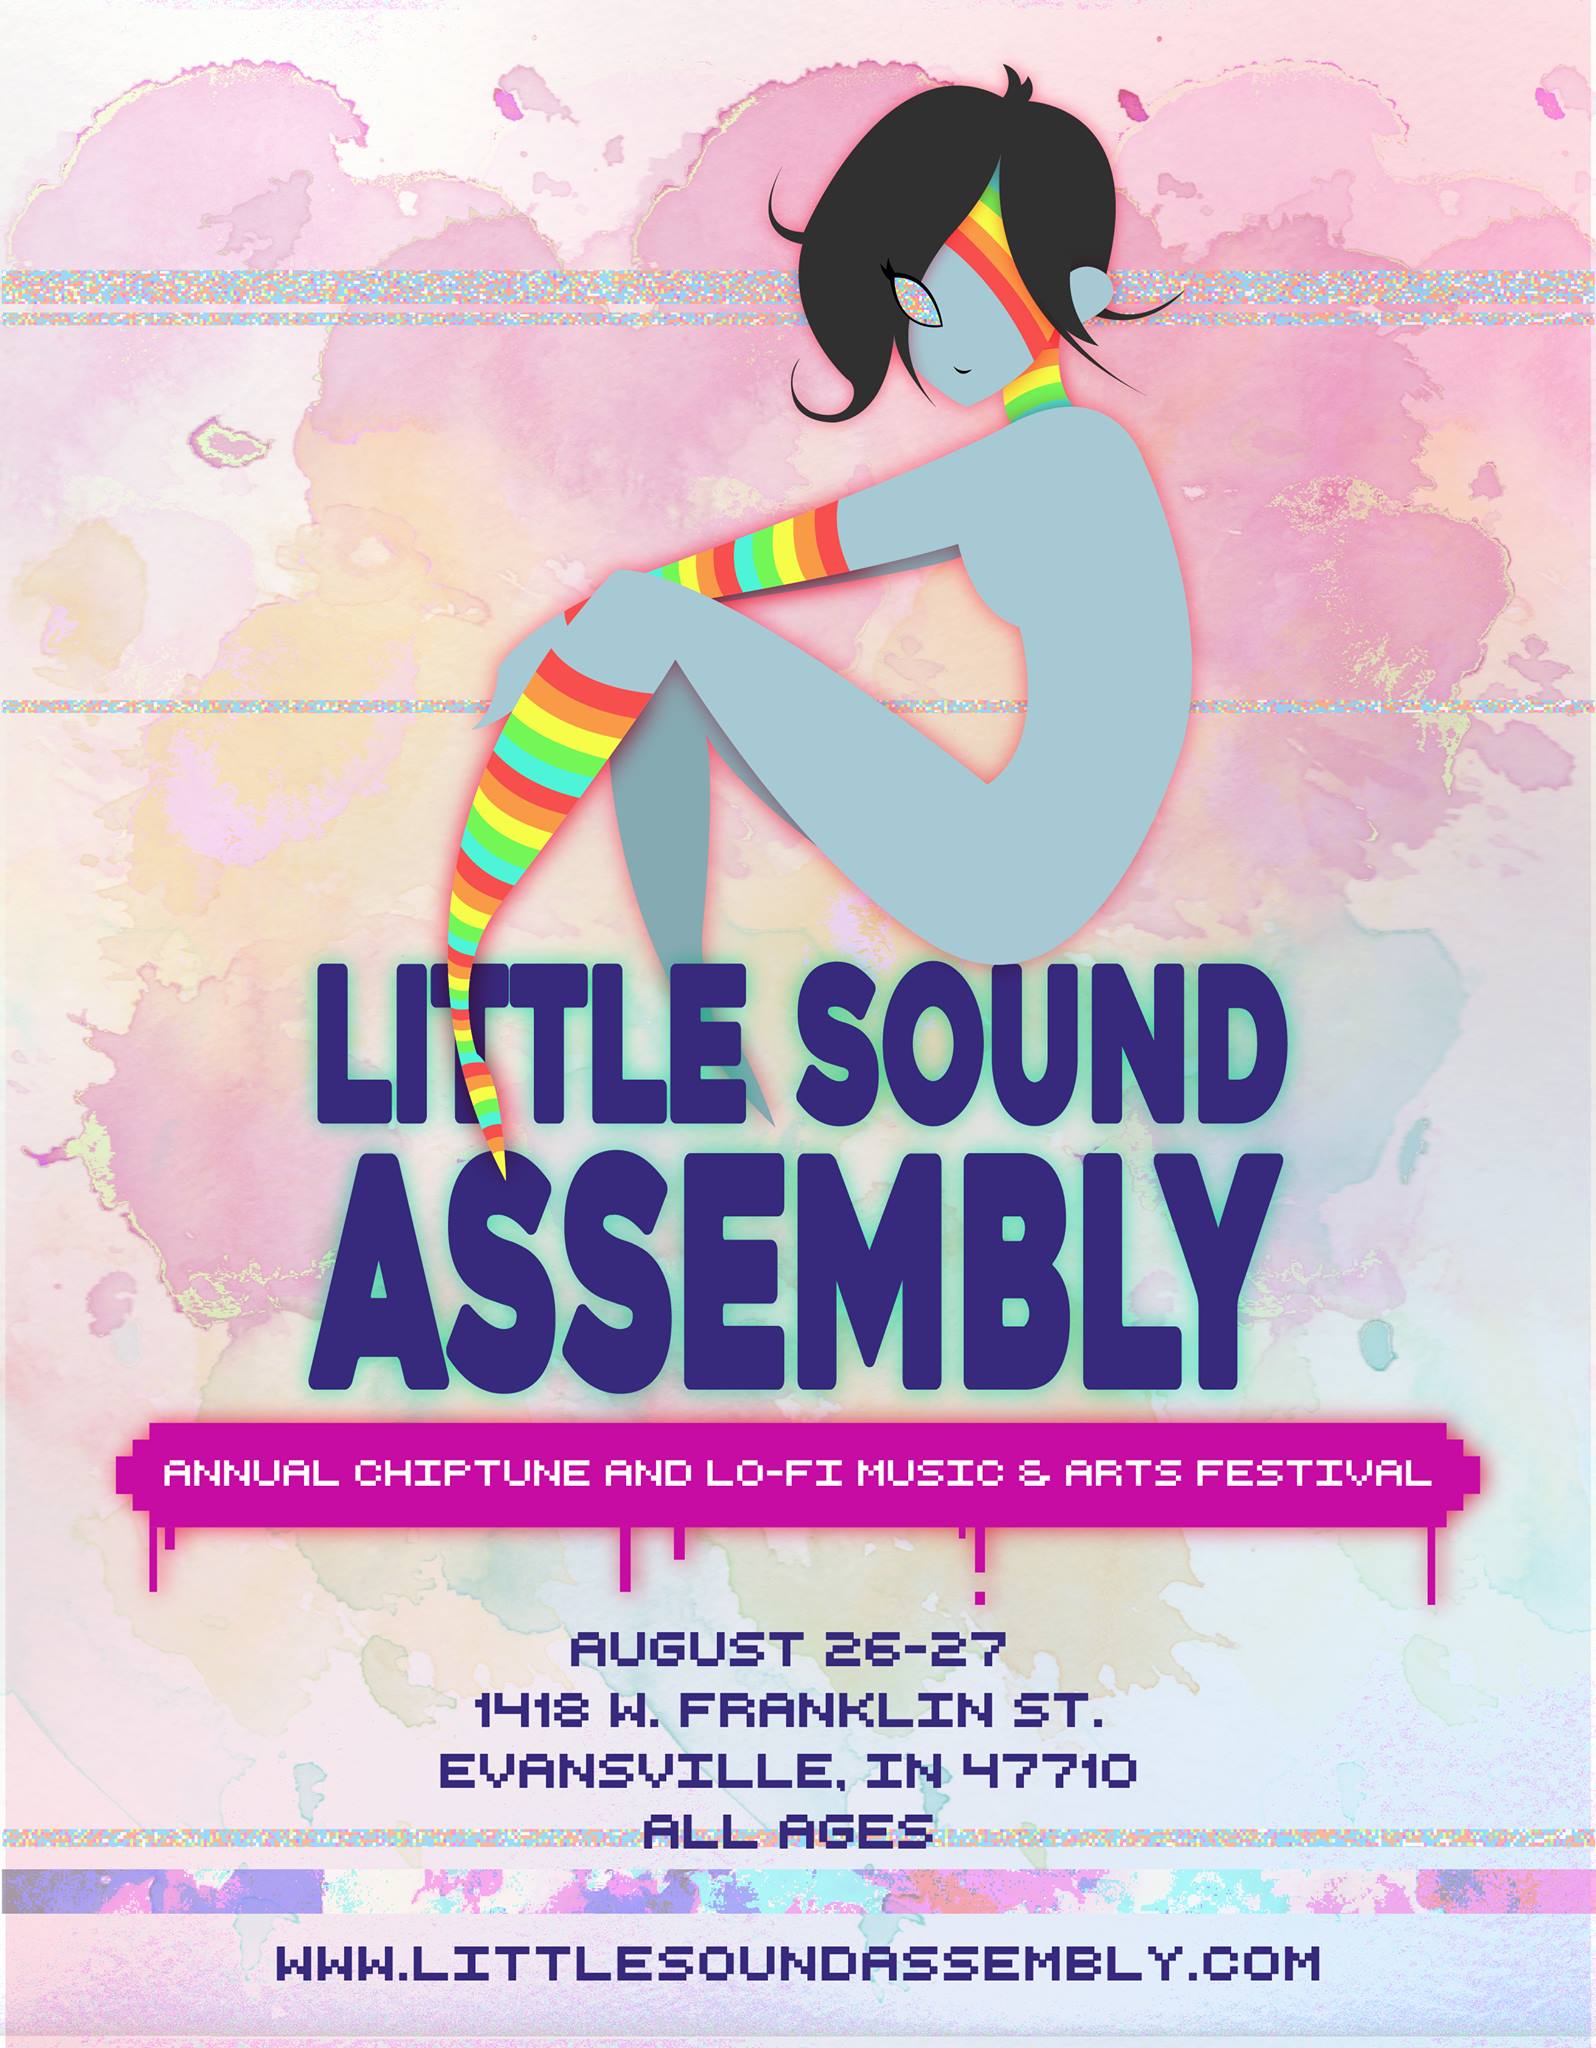 LITTLE SOUND
ASSEMBLY
ANNUAL CHIPTUNE AND LO-FI MUSIC & ARTS FESTIVAL
AUGUST 26-27
1418 W. FRANKLIN ST.
EVANSVILLE, IN 47710
ALL AGES
WWW.LITTLESOUNDASSEMBLY.COM